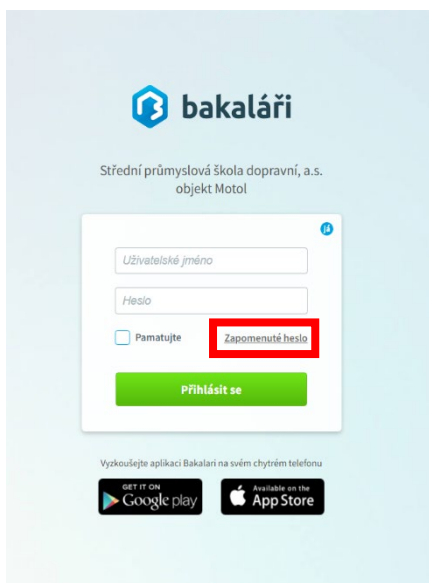 bakaláři
Střední průmyslová škola dopravní, a.s.
objekt Motol
Uživatelské jméno
Heslo
Pamatujte Zapomenuté heslo
Přihlásit se
Vyzkoušejte aplikaci Bakalari na svém chytrém telefonu
GET IT ON
Google play
Available on the
App Store